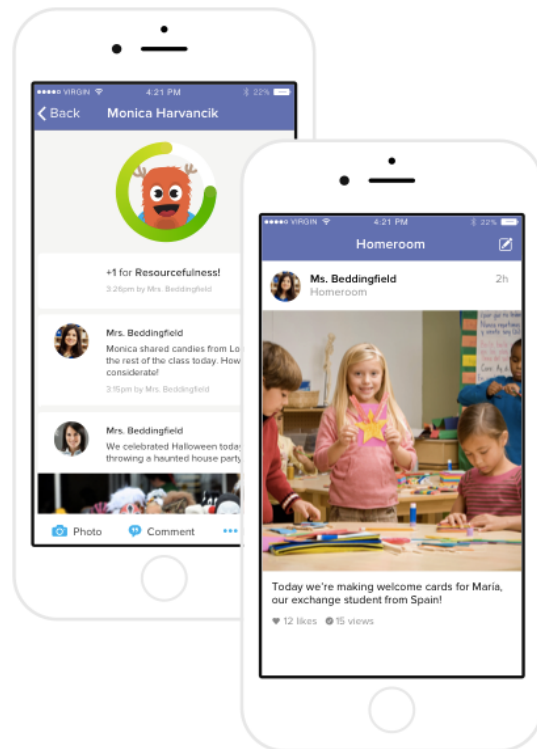 VIRGIN 4:21 PM 22%
Back Monica Harvancik
+1 for Resourcefulness!
3:26pm by Mrs. Beddingfield
Mrs. Beddingfield
Monica shared candies from Lo
the rest of the class today. How
considerate!
3:15pm by Mrs. Beddingfield
Mrs. Beddingfield
We celebrated Halloween today
throwing a haunted house party
Photo Comment
VIRGIN 4:21 PM 22%
Homeroom
Ms. Beddingfield 2h
Homeroom
Today we're making welcome cards for María,
our exchange student from Spain!
12 likes 15 views